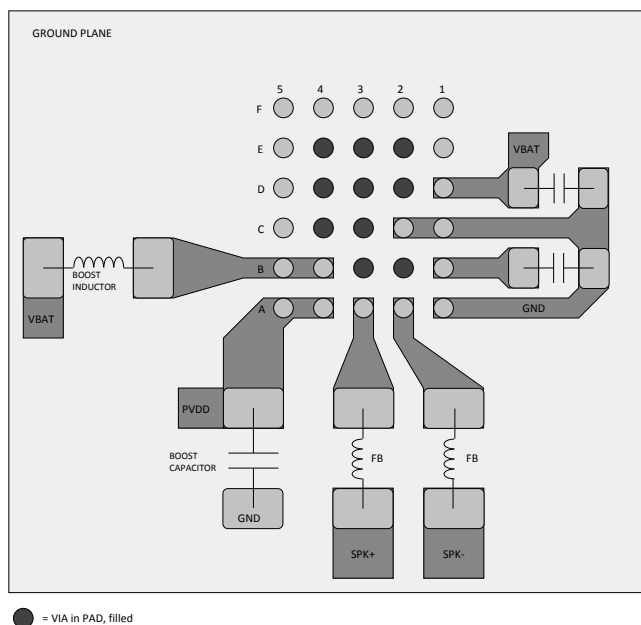 GROUND PLANE
5 4 3 2 1
F
E
VBAT
D
C
BOOST
INDUCTOR
B
A
GND
VBAT
PVDD
BOOST
CAPACITOR
FB
FB
GND
SPK+
SPK-
= VIA in PAD, filled